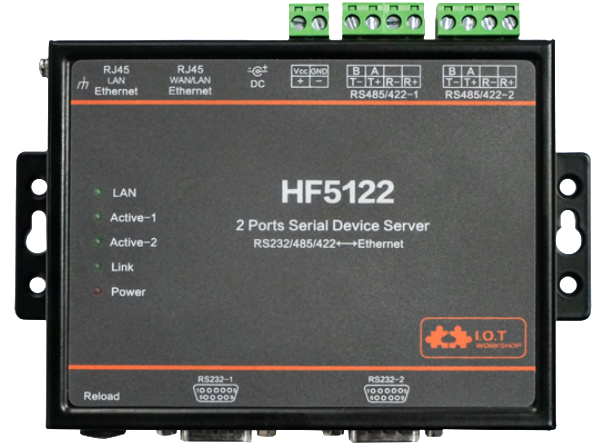 RJ45
LAN
Ethernet
RJ45
WAN/LAN
Ethernet
DC
Vcc GND
+ −
B A
T- T+ R- R+
RS485/422-1
B A
T- T+ R- R+
RS485/422-2
HF5122
2 Ports Serial Device Server
RS232/485/422⟷Ethernet
LAN
Active-1
Active-2
Link
Power
I.O.T
WORKSHOP
Reload
RS232-1
RS232-2